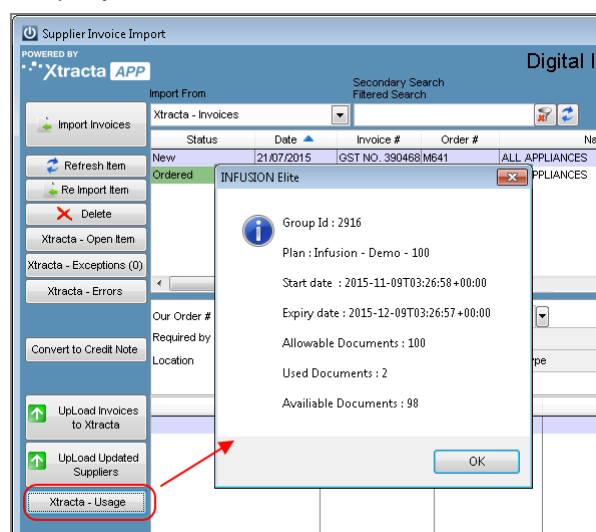 Supplier Invoice Import
POWERED BY
Xtracta APP
Digital I
Import From
Secondary Search
Filtered Search
Import Invoices
Xtracta - Invoices
Status Date Invoice # Order # Na
New 21/07/2015 GST NO. 390468 M641 ALL APPLIANCES
Ordered PPLIANCES
Refresh Item
Re Import Item
Delete
Xtracta - Open Item
Xtracta - Exceptions (0)
Xtracta - Errors
INFUSION Elite
Group Id : 2916
Plan : Infusion - Demo - 100
Start date : 2015-11-09T03:26:58+00:00
Expiry date : 2015-12-09T03:26:57+00:00
Allowable Documents : 100
Used Documents : 2
Availiable Documents : 98
OK
Our Order #
Required by
Location
pe
Convert to Credit Note
UpLoad Invoices
to Xtracta
UpLoad Updated
Suppliers
Xtracta - Usage